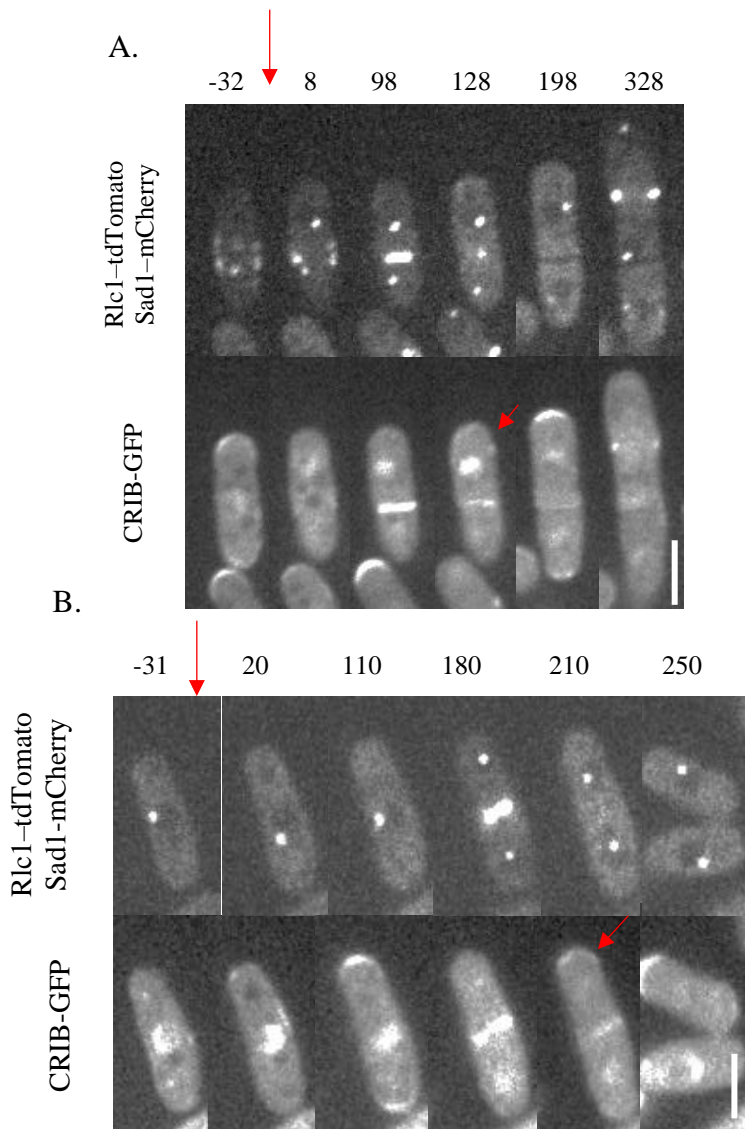 A.
-32 8 98 128 198 328
Rlc1–tdTomato
Sad1–mCherry
CRIB-GFP
B.
-31 20 110 180 210 250
Rlc1–tdTomato
Sad1-mCherry
CRIB-GFP